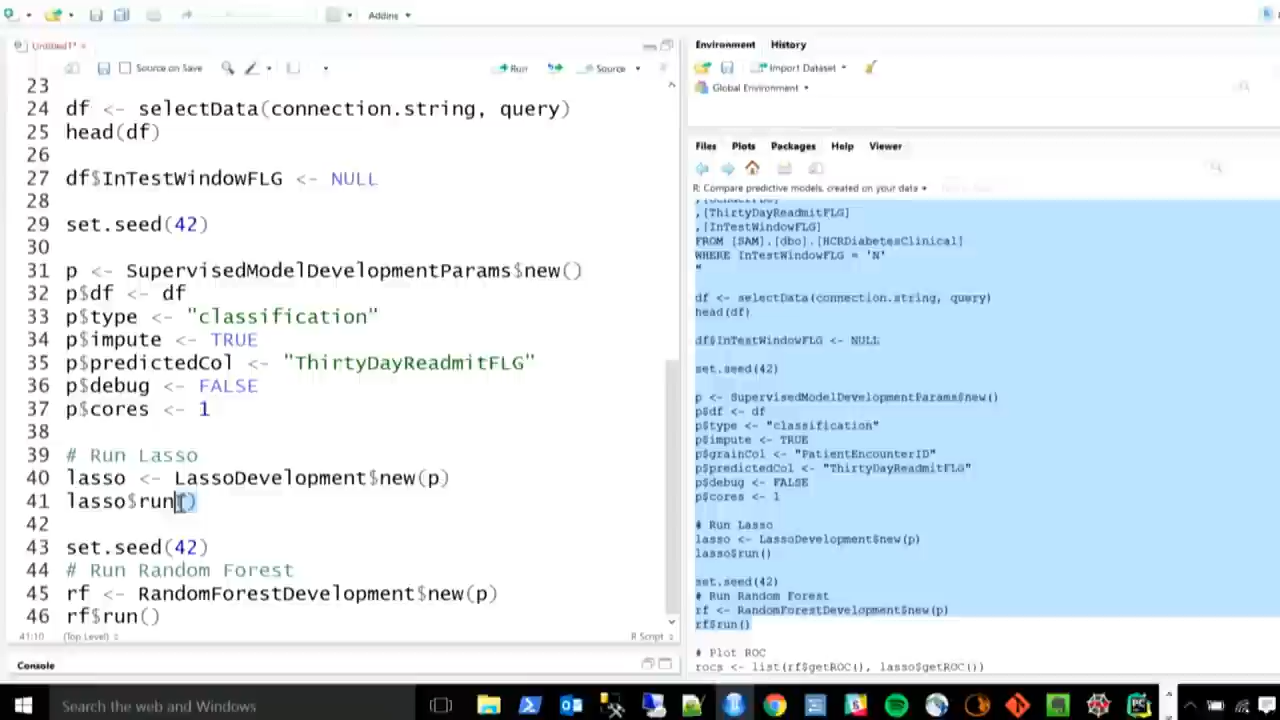 Addins
Untitled1*
Source on Save
Run
Source
23
24 df <- selectData(connection.string, query)
25 head(df)
26
27 df$InTestWindowFLG <- NULL
28
29 set.seed(42)
30
31 p <- SupervisedModelDevelopmentParams$new()
32 p$df <- df
33 p$type <- "classification"
34 p$impute <- TRUE
35 p$predictedCol <- "ThirtyDayReadmitFLG"
36 p$debug <- FALSE
37 p$cores <- 1
38
39 # Run Lasso
40 lasso <- LassoDevelopment$new(p)
41 lasso$run()
42
43 set.seed(42)
44 # Run Random Forest
45 rf <- RandomForestDevelopment$new(p)
46 rf$run()
41:10 (Top Level) R Script
Console
Environment History
Import Dataset
Global Environment
Files Plots Packages Help Viewer
R: Compare predictive models, created on your data
,[ThirtyDayReadmitFLG]
,[InTestWindowFLG]
FROM [SAM].[dbo].[HCRDiabetesClinical]
WHERE InTestWindowFLG = 'N'
"
df <- selectData(connection.string, query)
head(df)
df$InTestWindowFLG <- NULL
set.seed(42)
p <- SupervisedModelDevelopmentParams$new()
p$df <- df
p$type <- "classification"
p$impute <- TRUE
p$grainCol <- "PatientEncounterID"
p$predictedCol <- "ThirtyDayReadmitFLG"
p$debug <- FALSE
p$cores <- 1
# Run Lasso
lasso <- LassoDevelopment$new(p)
lasso$run()
set.seed(42)
# Run Random Forest
rf <- RandomForestDevelopment$new(p)
rf$run()
# Plot ROC
rocs <- list(rf$getROC(), lasso$getROC())
Search the web and Windows